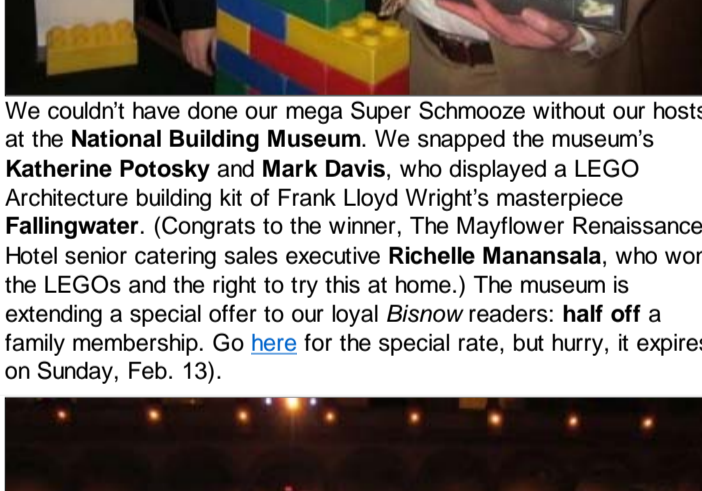 We couldn't have done our mega Super Schmooze without our hosts
at the National Building Museum. We snapped the museum's
Katherine Potosky and Mark Davis, who displayed a LEGO
Architecture building kit of Frank Lloyd Wright's masterpiece
Fallingwater. (Congrats to the winner, The Mayflower Renaissance
Hotel senior catering sales executive Richelle Manansala, who won
the LEGOs and the right to try this at home.) The museum is
extending a special offer to our loyal Bisnow readers: half off a
family membership. Go here for the special rate, but hurry, it expires
on Sunday, Feb. 13).